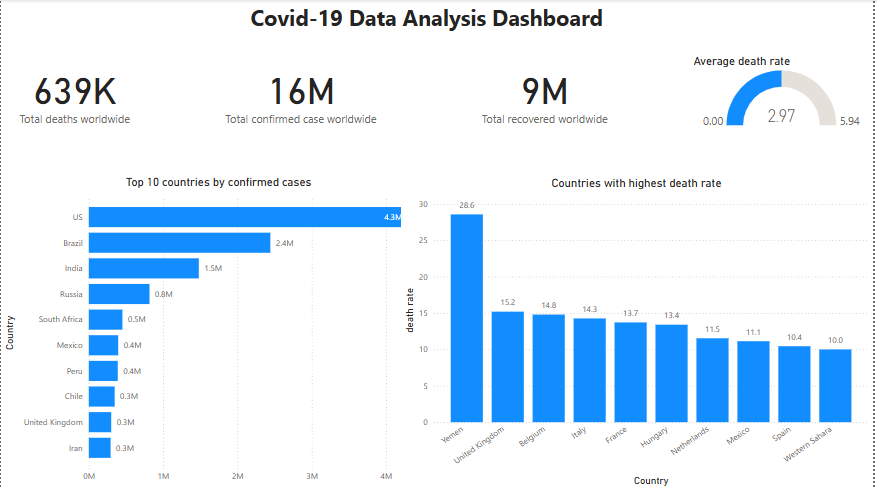 Covid-19 Data Analysis Dashboard
639K
Total deaths worldwide
16M
Total confirmed case worldwide
9M
Total recovered worldwide
Average death rate
0.00
2.97
5.94
Top 10 countries by confirmed cases
Country
US
4.3M
Brazil
2.4M
India
1.5M
Russia
0.8M
South Africa
0.5M
Mexico
0.4M
Peru
0.4M
Chile
0.3M
United Kingdom
0.3M
Iran
0.3M
0M
1M
2M
3M
4M
Countries with highest death rate
death rate
30
25
20
15
10
5
0
28.6
15.2
14.8
14.3
13.7
13.4
11.5
11.1
10.4
10.0
Yemen
United Kingdom
Belgium
Italy
France
Hungary
Netherlands
Mexico
Spain
Western Sahara
Country